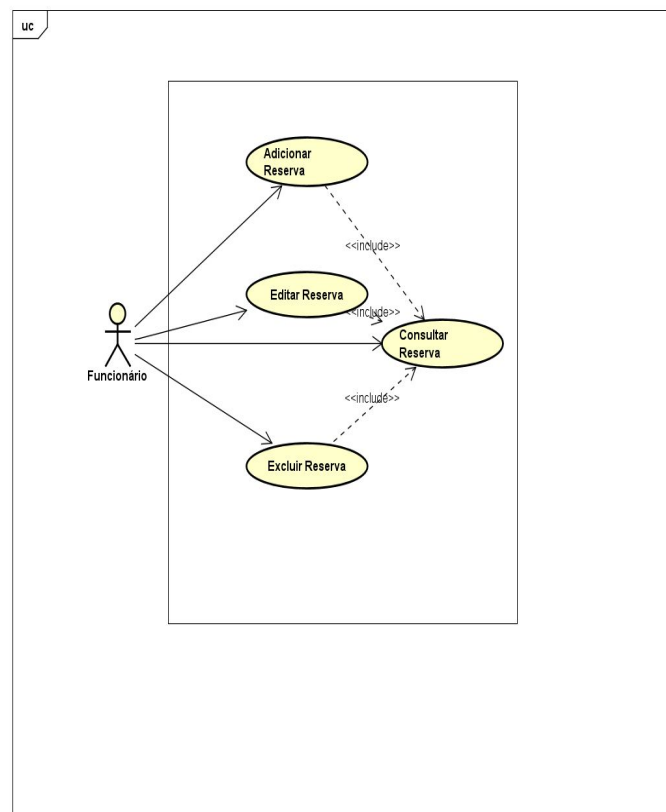 uc
Adicionar
Reserva
<<include>>
Editar Reserva
<<include>>
Consultar
Reserva
Funcionário
<<include>>
Excluir Reserva